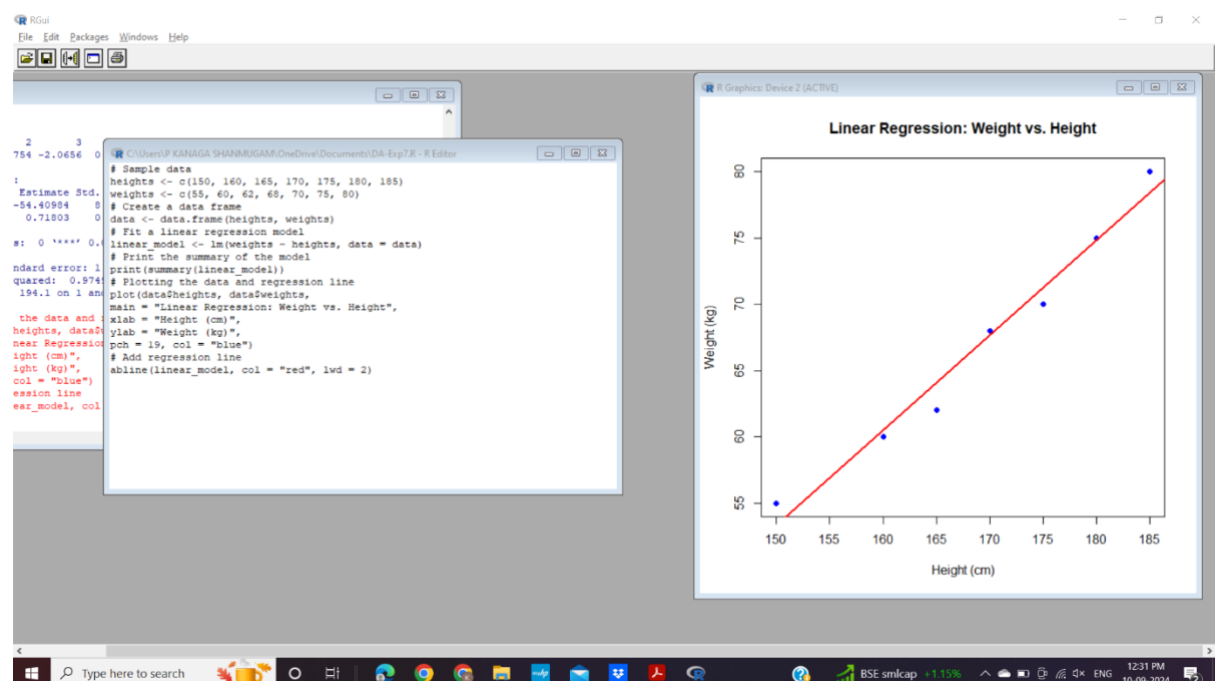 RGui
File Edit Packages Windows Help
2 3
754 -2.0656 0
:
Estimate Std.
-54.40984 8
0.71803 0
s: 0 '***' 0.0
ndard error: 1
quared: 0.974
194.1 on 1 and
the data and
heights, data$w
near Regression
ight (cm)",
ight (kg)",
col = "blue")
ession line
ear_model, col
C:\Users\P KANAGA SHANMUGAM\OneDrive\Documents\DA-Exp7.R - R Editor
# Sample data
heights <- c(150, 160, 165, 170, 175, 180, 185)
weights <- c(55, 60, 62, 68, 70, 75, 80)
# Create a data frame
data <- data.frame(heights, weights)
# Fit a linear regression model
linear_model <- lm(weights ~ heights, data = data)
# Print the summary of the model
print(summary(linear_model))
# Plotting the data and regression line
plot(data$heights, data$weights,
main = "Linear Regression: Weight vs. Height",
xlab = "Height (cm)",
ylab = "Weight (kg)",
pch = 19, col = "blue")
# Add regression line
abline(linear_model, col = "red", lwd = 2)
R Graphics: Device 2 (ACTIVE)
Linear Regression: Weight vs. Height
80
75
70
65
60
55
Weight (kg)
150 155 160 165 170 175 180 185
Height (cm)
Type here to search
BSE smlcap +1.15%
ENG
12:31 PM
10-09-2024